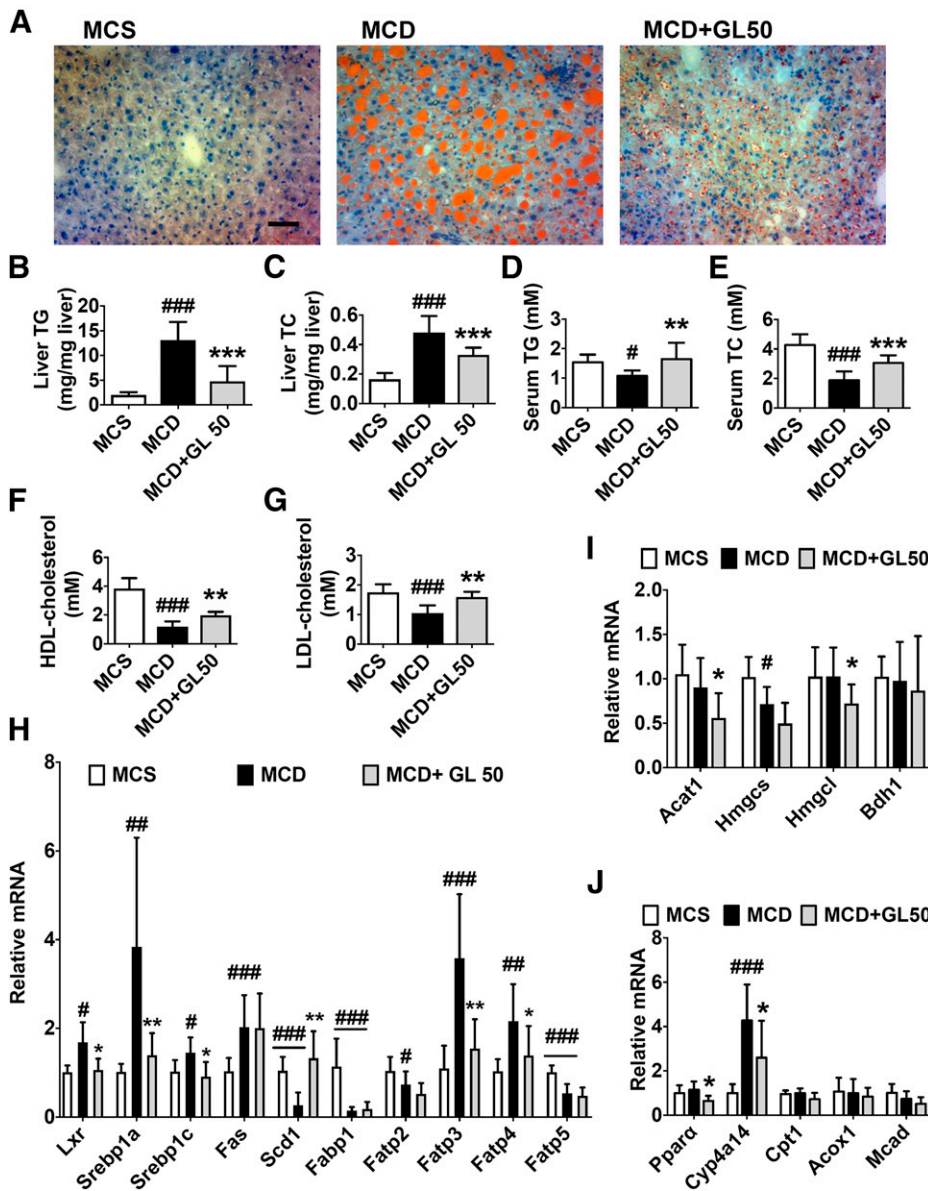 A
MCS MCD MCD+GL50
B
Liver TG
(mg/mg liver)
20
15
10
5
0
###
***
MCS
MCD
MCD+GL 50
C
Liver TC
(mg/mg liver)
0.6
0.4
0.2
0.0
###
***
MCS
MCD
MCD+GL 50
D
Serum TG (mM)
3
2
1
0
#
**
MCS
MCD
MCD+GL50
E
Serum TC (mM)
6
4
2
0
###
***
MCS
MCD
MCD+GL50
F
HDL-cholesterol
(mM)
6
4
2
0
###
**
MCS
MCD
MCD+GL50
G
LDL-cholesterol
(mM)
3
2
1
0
###
**
MCS
MCD
MCD+GL50
I
MCS MCD MCD+GL50
Relative mRNA
2.0
1.5
1.0
0.5
0.0
*
#
*
Acat1
Hmgcs
Hmgcl
Bdh1
H
MCS MCD MCD+ GL 50
Relative mRNA
8
6
4
2
0
#
*
##
**
#
*
###
###
**
###
#
###
**
##
*
###
Lxr
Srebp1a
Srebp1c
Fas
Scd1
Fabp1
Fatp2
Fatp3
Fatp4
Fatp5
J
MCS MCD MCD+GL50
Relative mRNA
8
6
4
2
0
*
###
*
Pparα
Cyp4a14
Cpt1
Acox1
Mcad